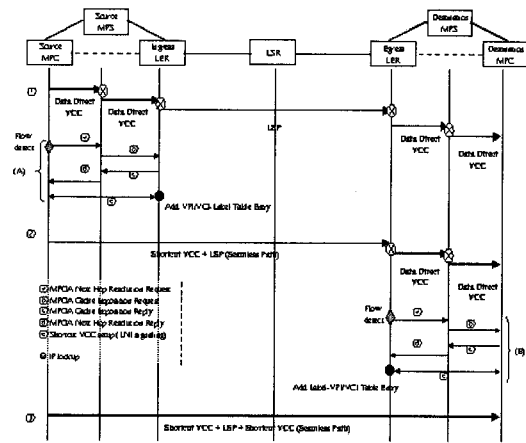 Source
MPS
Destination
MPS
Source
MPC
Ingress
LER
LSR
Egress
LER
Destination
MPC
(1)
Data Direct
VCC
Data Direct
VCC
LSP
Data Direct
VCC
Data Direct
VCC
Flow
detect
(A)
Add VPI/VCI-Label Table Entry
(2)
Shortcut VCC + LSP (Seamless Path)
Data Direct
VCC
Data Direct
VCC
MPOA Next Hop Resolution Request
MPOA Cache Imposition Request
MPOA Cache Imposition Reply
MPOA Next Hop Resolution Reply
Shortcut VCC setup (UNI signaling)
IP lookup
Flow
detect
(B)
Add Label-VPI/VCI Table Entry
(3)
Shortcut VCC + LSP + Shortcut VCC (Seamless Path)